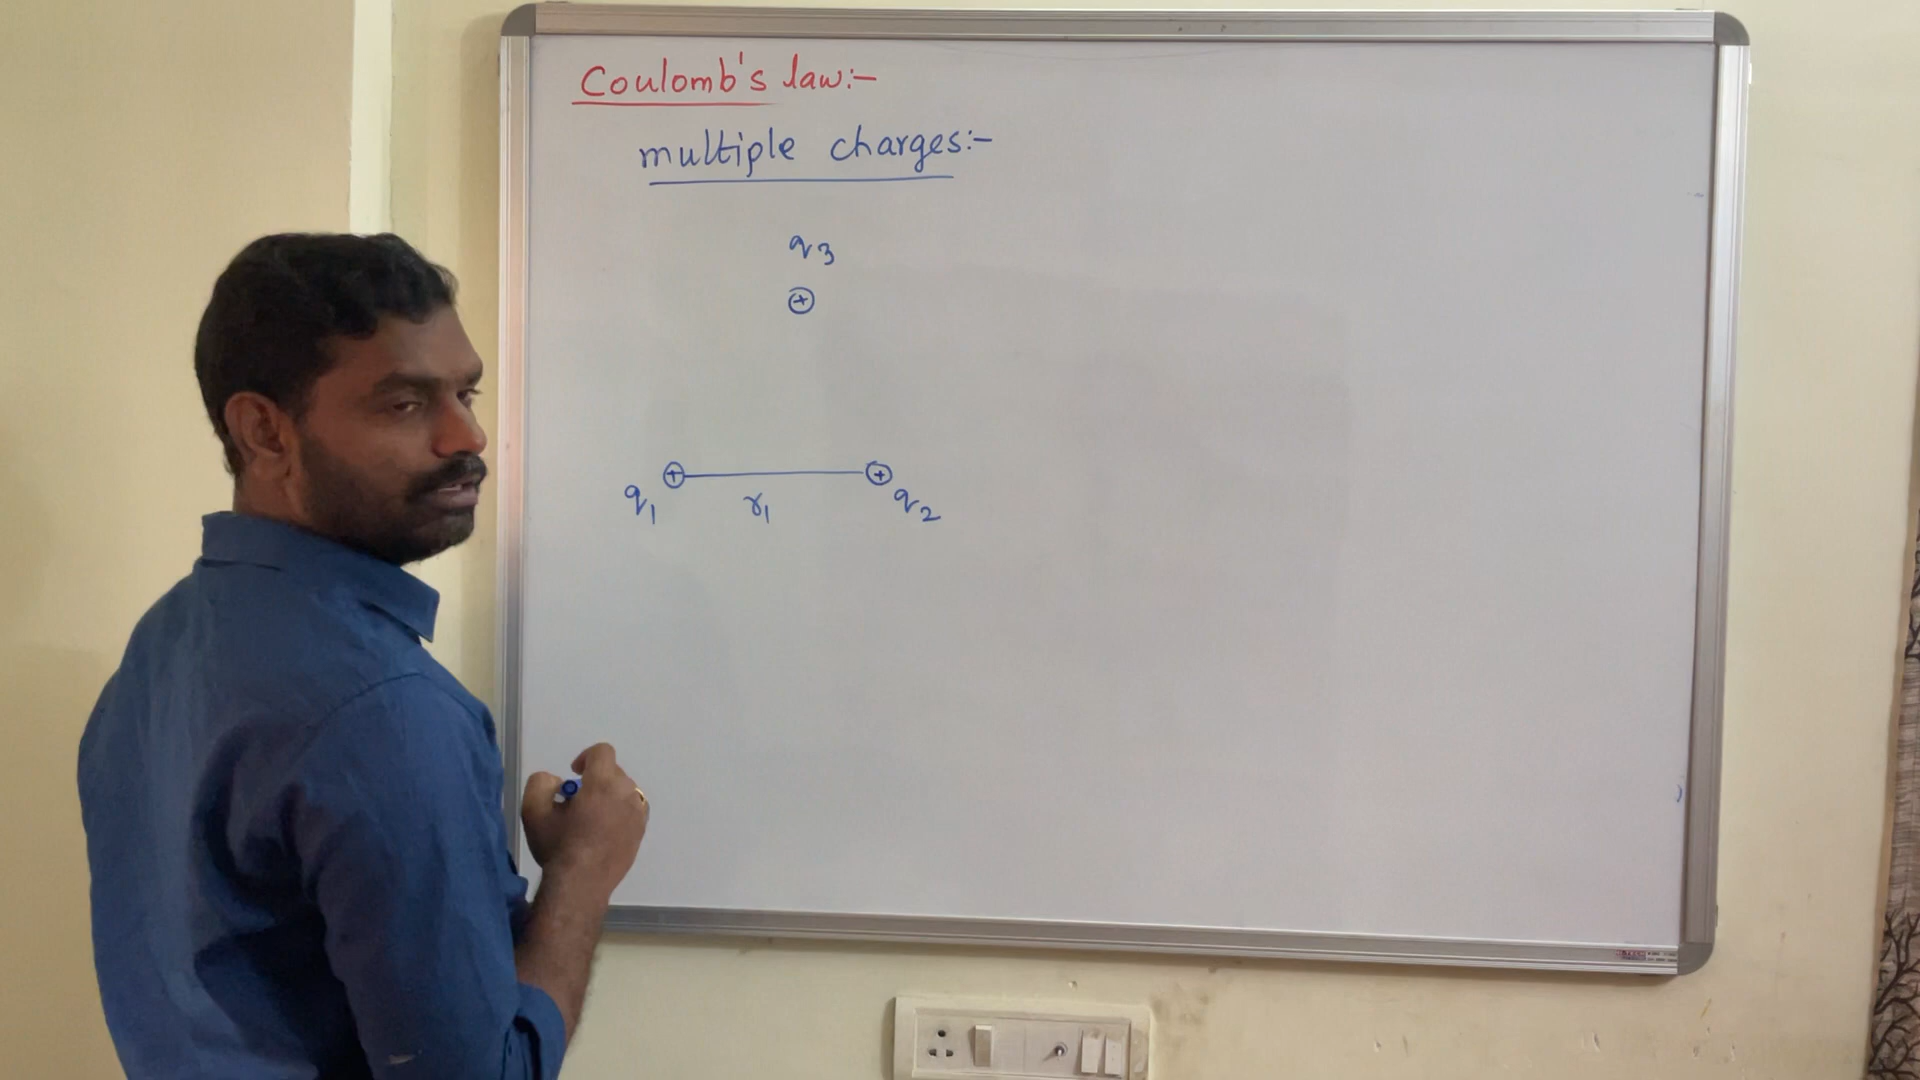 Coulomb's law:-
multiple charges:-
q3
+
+ +
q1 r1 q2